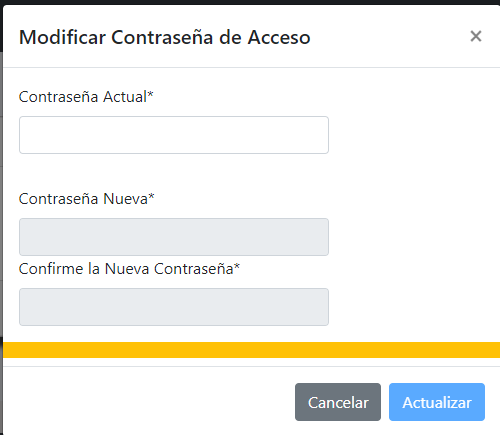 Modificar Contraseña de Acceso ×
Contraseña Actual*
Contraseña Nueva*
Confirme la Nueva Contraseña*
Cancelar Actualizar